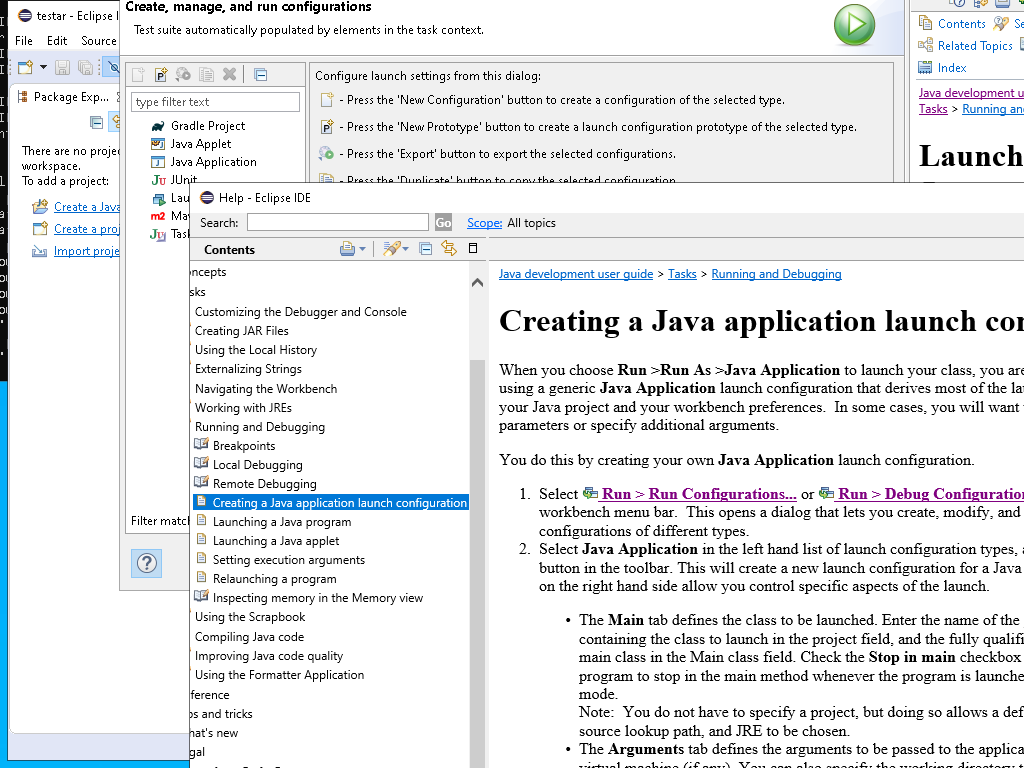 testar - Eclipse I
File Edit Source
Package Exp...
There are no proje
workspace.
To add a project:
Create a Java
Create a proj
Import proje
Create, manage, and run configurations
Test suite automatically populated by elements in the task context.
type filter text
Gradle Project
Java Applet
Java Application
JUnit
Lau
Ma
Task
Filter match
Configure launch settings from this dialog:
- Press the 'New Configuration' button to create a configuration of the selected type.
- Press the 'New Prototype' button to create a launch configuration prototype of the selected type.
- Press the 'Export' button to export the selected configurations.
- Press the 'Duplicate' button to copy the selected configuration.
Contents Se
Related Topics
Index
Java development u
Tasks > Running an
Launch
Help - Eclipse IDE
Search: Go Scope: All topics
Contents
oncepts
sks
Customizing the Debugger and Console
Creating JAR Files
Using the Local History
Externalizing Strings
Navigating the Workbench
Working with JREs
Running and Debugging
Breakpoints
Local Debugging
Remote Debugging
Creating a Java application launch configuration
Launching a Java program
Launching a Java applet
Setting execution arguments
Relaunching a program
Inspecting memory in the Memory view
Using the Scrapbook
Compiling Java code
Improving Java code quality
Using the Formatter Application
ference
os and tricks
hat's new
gal
Java development user guide > Tasks > Running and Debugging
Creating a Java application launch con
When you choose Run >Run As >Java Application to launch your class, you are
using a generic Java Application launch configuration that derives most of the lau
your Java project and your workbench preferences. In some cases, you will want
parameters or specify additional arguments.
You do this by creating your own Java Application launch configuration.
1. Select Run > Run Configurations... or Run > Debug Configuration
workbench menu bar. This opens a dialog that lets you create, modify, and
configurations of different types.
2. Select Java Application in the left hand list of launch configuration types, a
button in the toolbar. This will create a new launch configuration for a Java
on the right hand side allow you control specific aspects of the launch.
• The Main tab defines the class to be launched. Enter the name of the
containing the class to launch in the project field, and the fully qualifi
main class in the Main class field. Check the Stop in main checkbox
program to stop in the main method whenever the program is launche
mode.
Note: You do not have to specify a project, but doing so allows a def
source lookup path, and JRE to be chosen.
• The Arguments tab defines the arguments to be passed to the applica
virtual machine (if any). You can also specify the working directory t